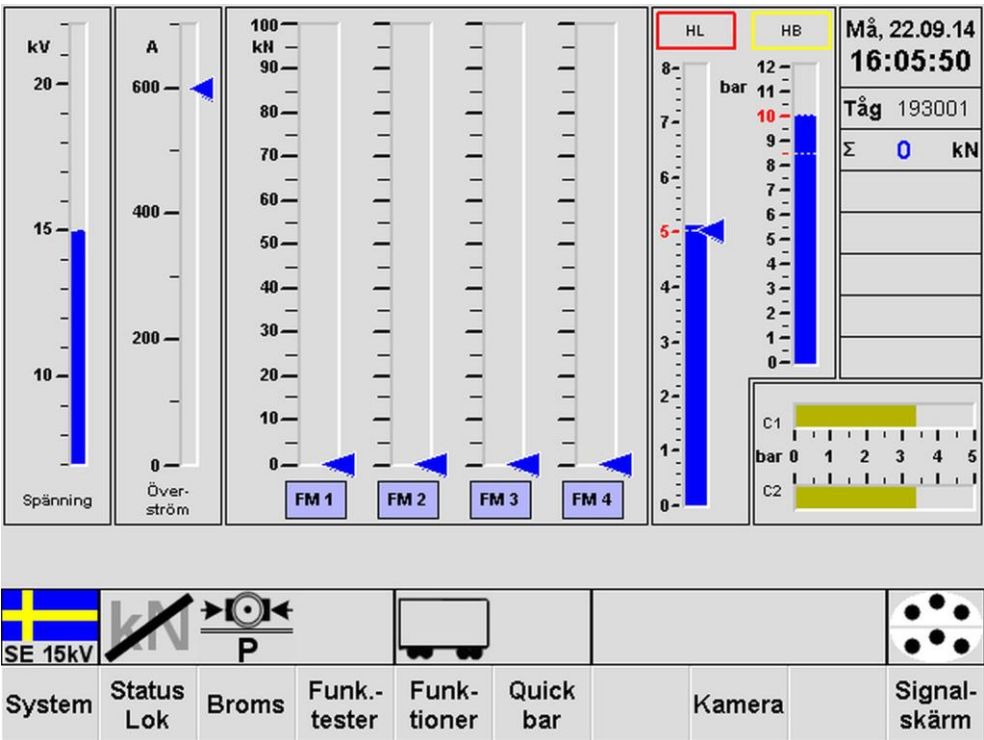 kV
20
15
10
Spänning
A
600
400
200
0
Över-
ström
100
kN
90
80
70
60
50
40
30
20
10
0
FM 1
FM 2
FM 3
FM 4
HL
8
7
6
5
4
3
2
1
0
bar
HB
12
11
10
9
8
7
6
5
4
3
2
1
0
Må, 22.09.14
16:05:50
Tåg 193001
Σ 0 kN
C1
bar 0 1 2 3 4 5
C2
SE 15kV
kN
P
System
Status
Lok
Broms
Funk.-
tester
Funk-
tioner
Quick
bar
Kamera
Signal-
skärm